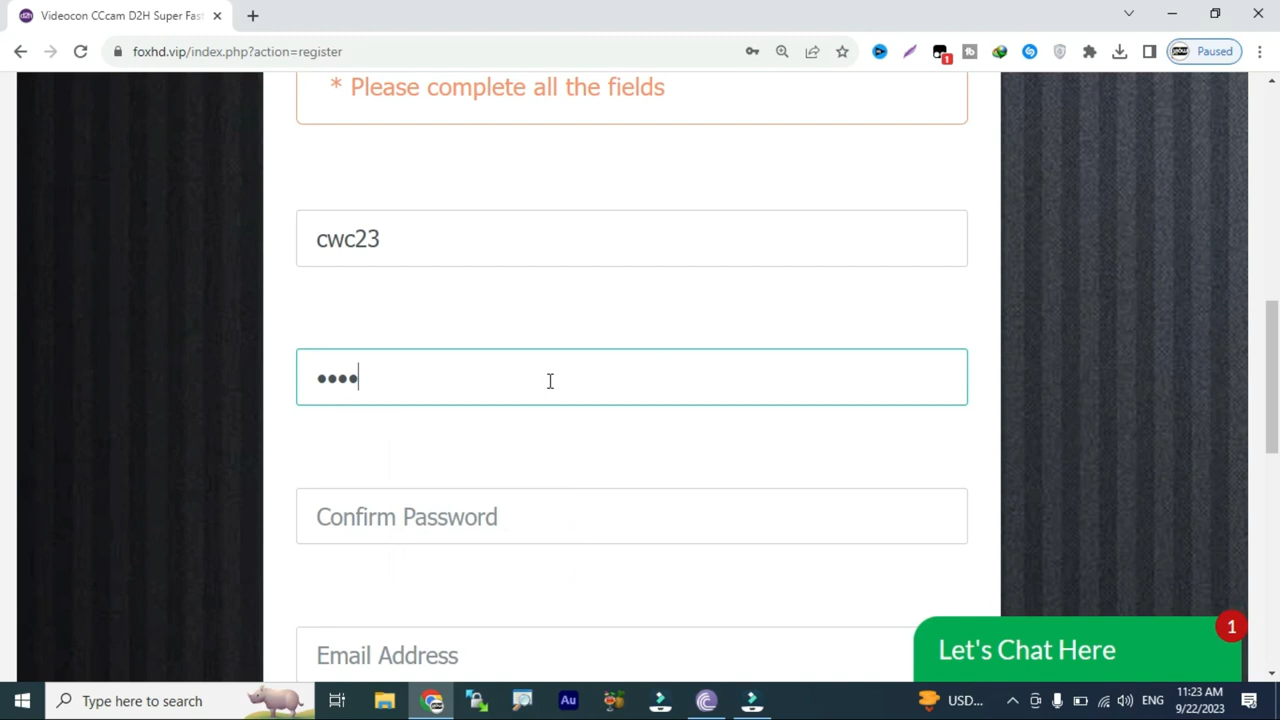 Videocon CCcam D2H Super Fast
foxhd.vip/index.php?action=register
1
Paused
* Please complete all the fields
cwc23
••••
Confirm Password
Email Address
1
Let's Chat Here
Type here to search
Au
USD...
ENG
11:23 AM
9/22/2023